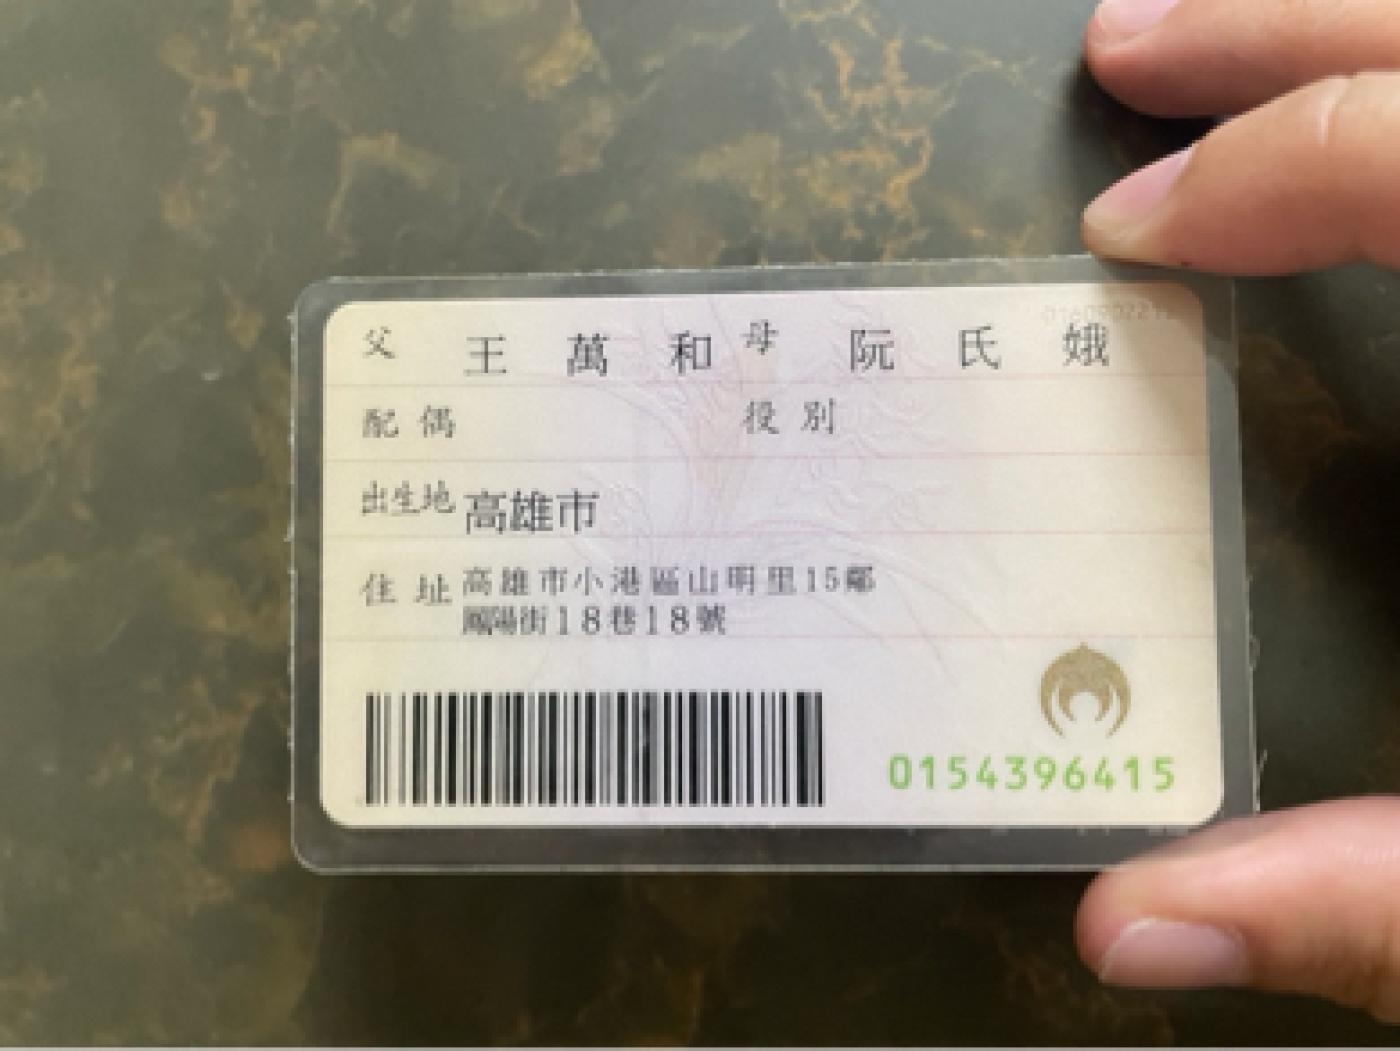 父 王萬和 母 阮氏娥
配偶 役別
出生地 高雄市
住址 高雄市小港區山明里15鄰
鳳陽街18巷18號
0154396415